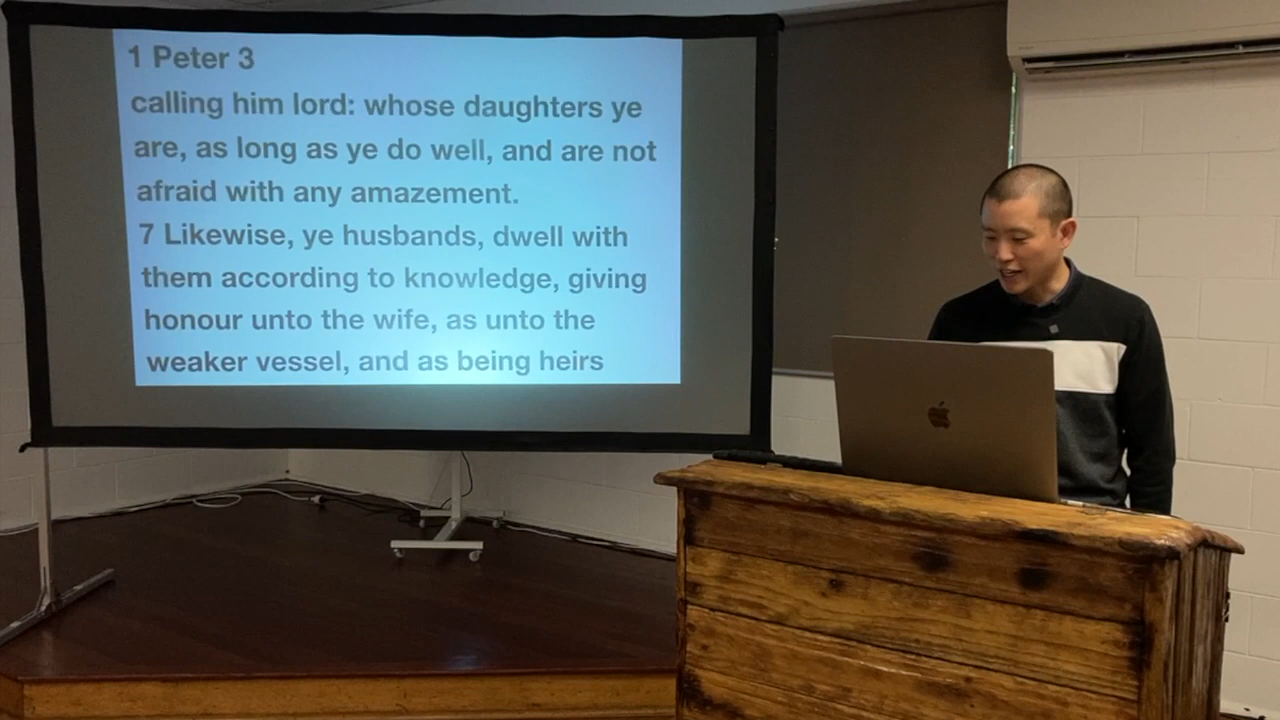 1 Peter 3
calling him lord: whose daughters ye
are, as long as ye do well, and are not
afraid with any amazement.
7 Likewise, ye husbands, dwell with
them according to knowledge, giving
honour unto the wife, as unto the
weaker vessel, and as being heirs